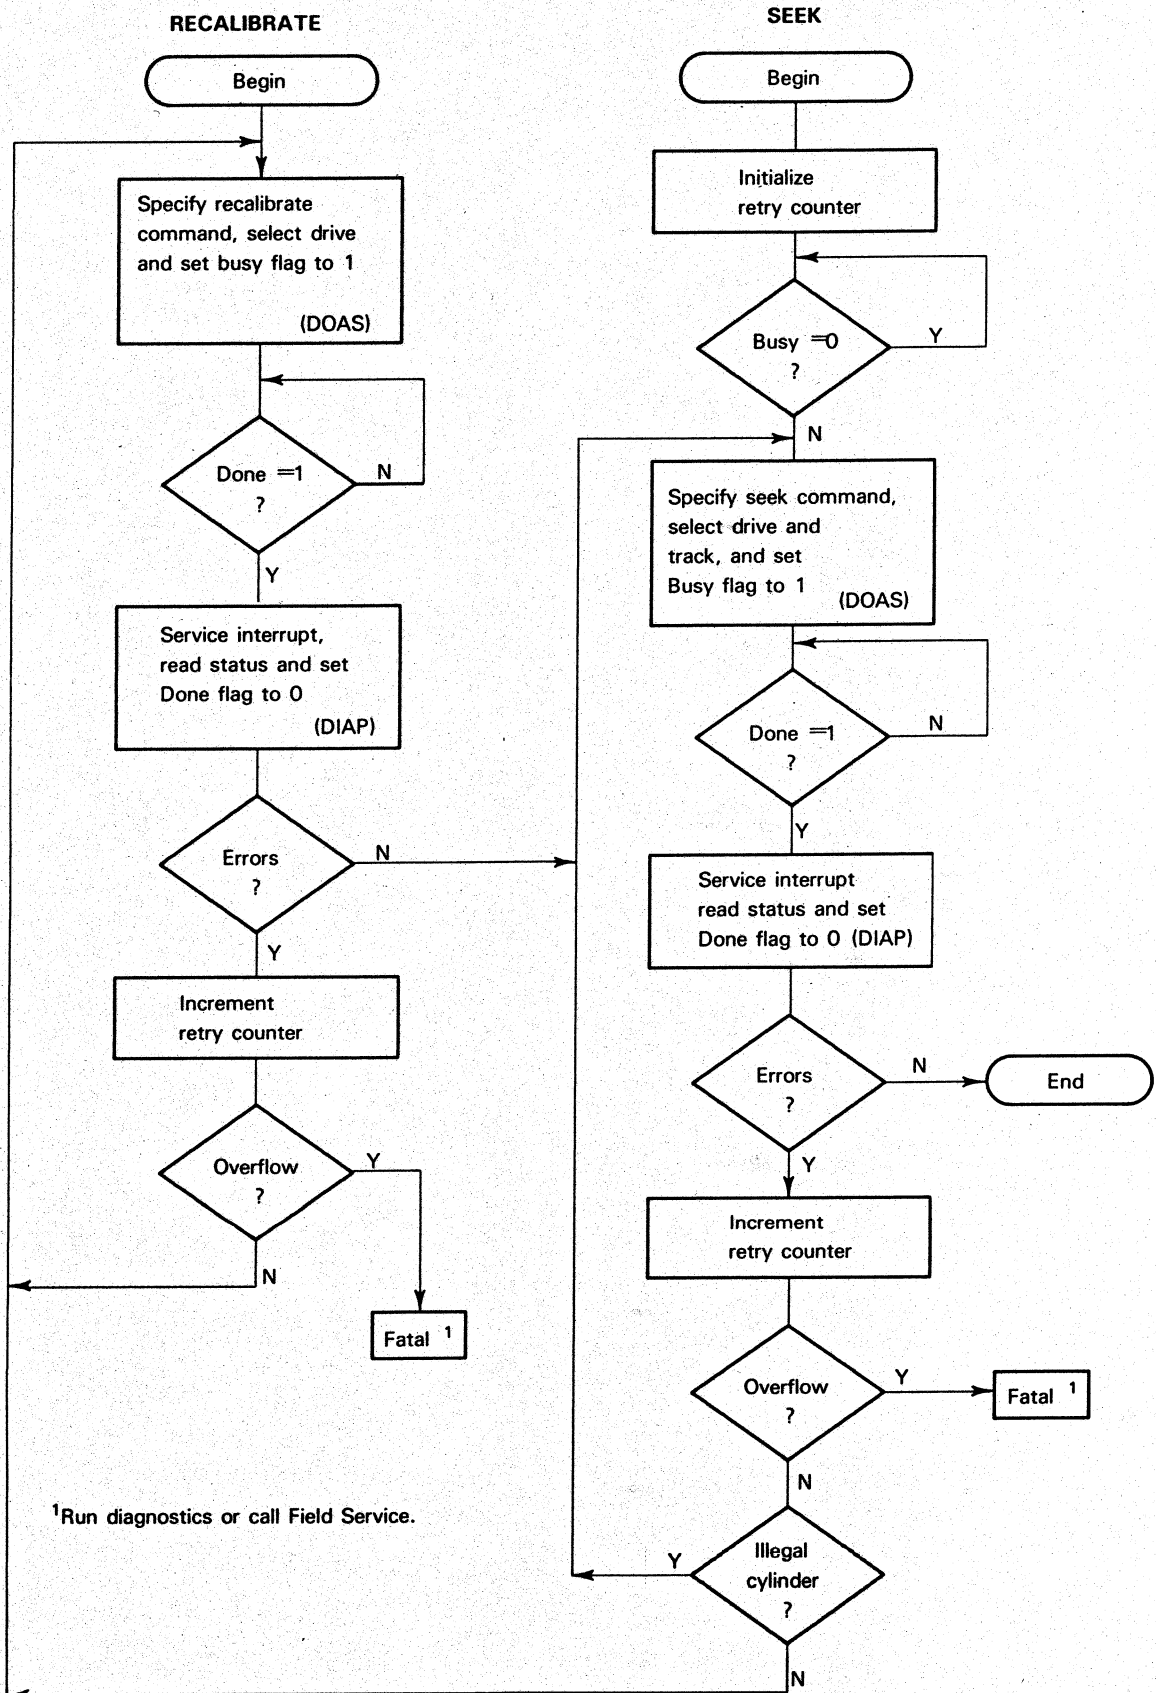 RECALIBRATE
Begin
Specify recalibrate
command, select drive
and set busy flag to 1
(DOAS)
Done =1
?
N
Y
Service interrupt,
read status and set
Done flag to 0
(DIAP)
Errors
?
N
Y
Increment
retry counter
Overflow
?
Y
N
Fatal 1
1Run diagnostics or call Field Service.
SEEK
Begin
Initialize
retry counter
Busy =0
?
Y
N
Specify seek command,
select drive and
track, and set
Busy flag to 1
(DOAS)
Done =1
?
N
Y
Service interrupt
read status and set
Done flag to 0 (DIAP)
Errors
?
N
End
Y
Increment
retry counter
Overflow
?
Y
Fatal 1
N
Illegal
cylinder
?
Y
N